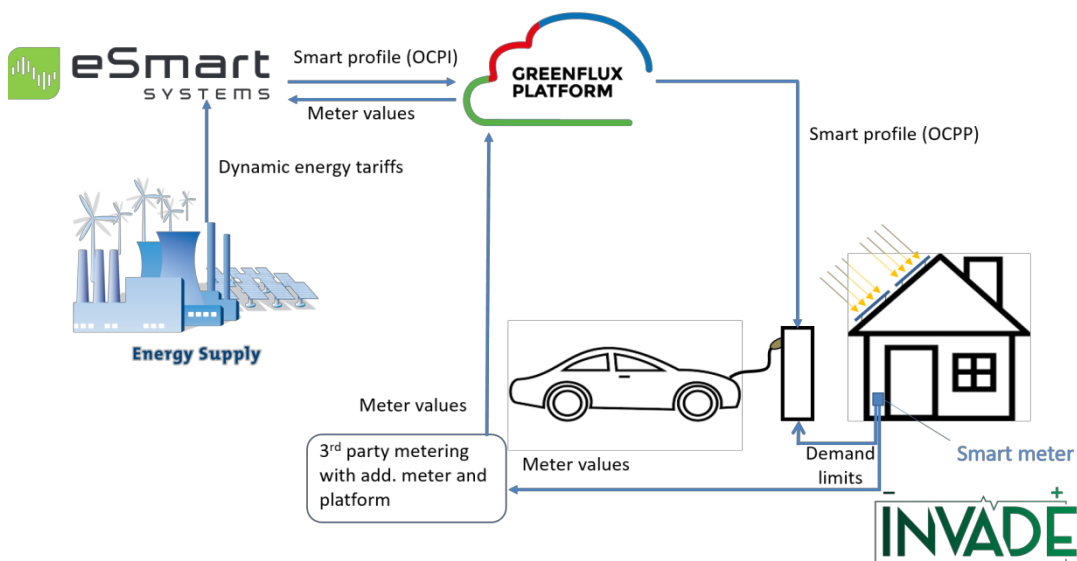 eSmart
SYSTEMS
Smart profile (OCPI)
Meter values
GREENFLUX
PLATFORM
Smart profile (OCPP)
Dynamic energy tariffs
Energy Supply
Meter values
3rd party metering
with add. meter and
platform
Meter values
Demand
limits
Smart meter
INVADE